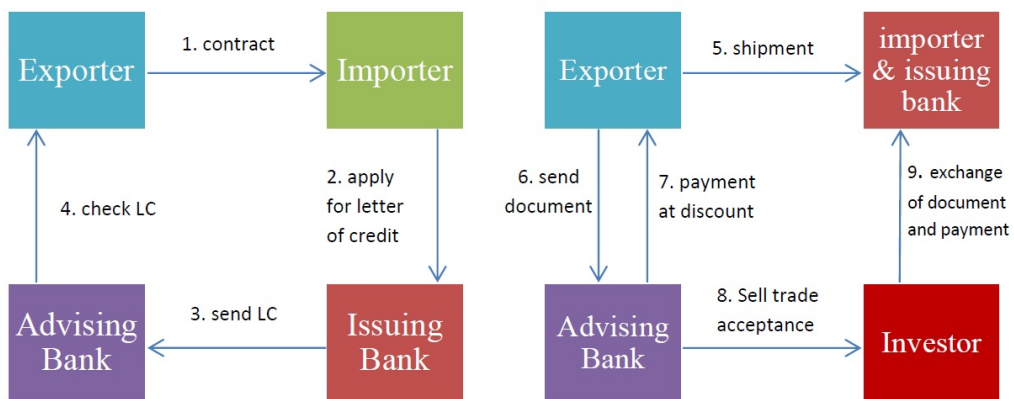 Exporter
1. contract
Importer
2. apply
for letter
of credit
Issuing
Bank
3. send LC
Advising
Bank
4. check LC
Exporter
5. shipment
importer
& issuing
bank
6. send
document
7. payment
at discount
Advising
Bank
8. Sell trade
acceptance
Investor
9. exchange
of document
and payment